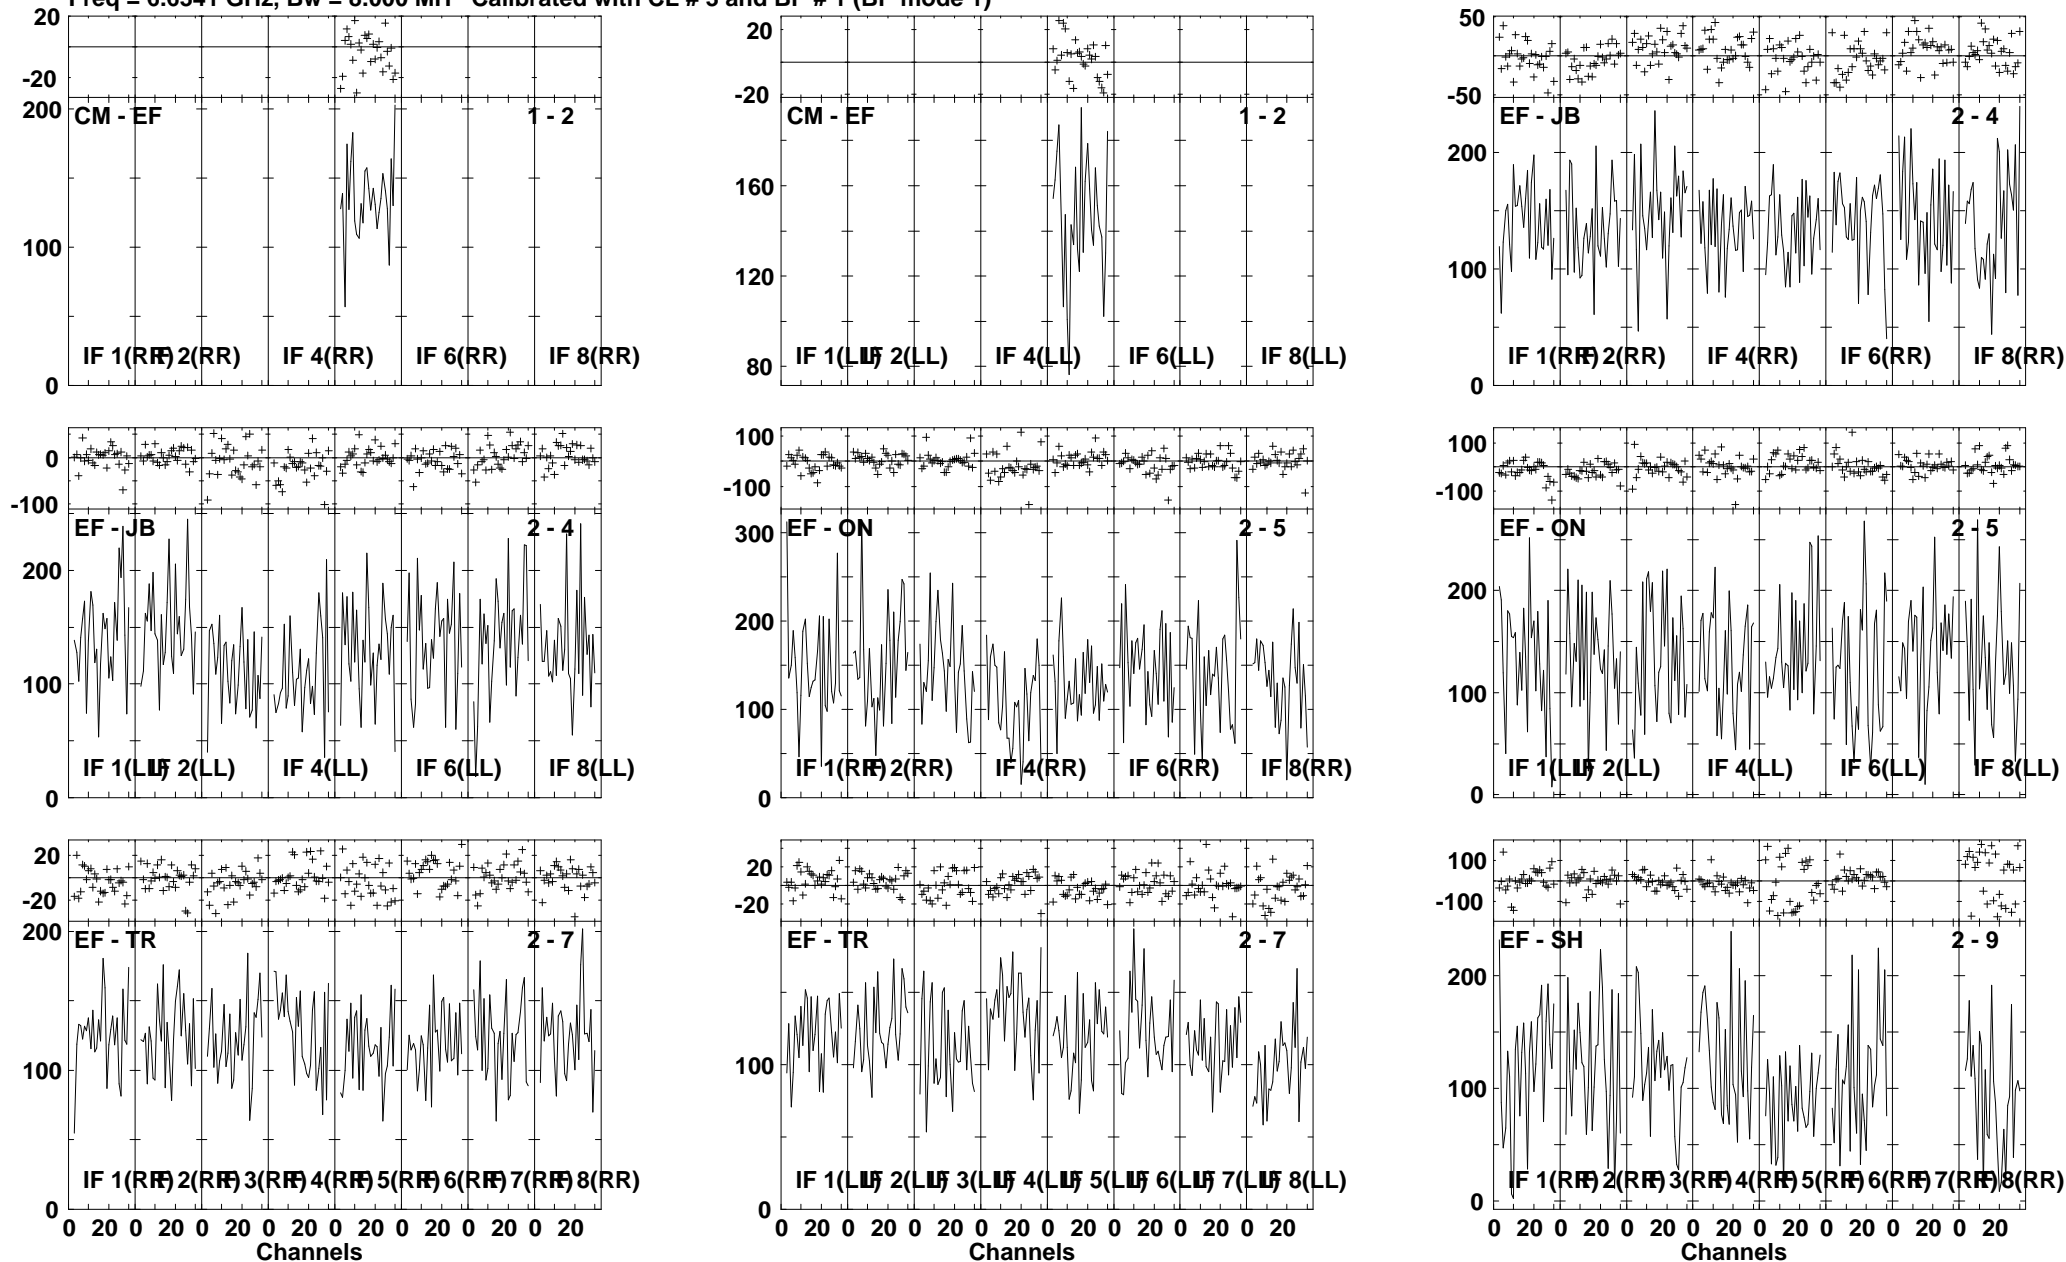 Freq = 6.6341 GHz, Bw = 8.000 MH Calibrated with CL # 3 and BP # 1 (BP mode 1)
20
-20
200
100
0
CM - EF 1 - 2
IF 1(RR) IF 2(RR) IF 4(RR) IF 6(RR) IF 8(RR)
20
-20
160
120
80
CM - EF 1 - 2
IF 1(LL) IF 2(LL) IF 4(LL) IF 6(LL) IF 8(LL)
50
-50
200
100
0
EF - JB 2 - 4
IF 1(RR) IF 2(RR) IF 4(RR) IF 6(RR) IF 8(RR)
0
-100
200
100
0
EF - JB 2 - 4
IF 1(LL) IF 2(LL) IF 4(LL) IF 6(LL) IF 8(LL)
100
-100
300
200
100
0
EF - ON 2 - 5
IF 1(RR) IF 2(RR) IF 4(RR) IF 6(RR) IF 8(RR)
100
-100
200
100
0
EF - ON 2 - 5
IF 1(LL) IF 2(LL) IF 4(LL) IF 6(LL) IF 8(LL)
20
-20
200
100
0
EF - TR 2 - 7
IF 1(RR) IF 2(RR) IF 3(RR) IF 4(RR) IF 5(RR) IF 6(RR) IF 7(RR) IF 8(RR)
0 20 0 20 0 20 0 20 0 20 0 20 0 20 0 20
Channels
20
-20
100
EF - TR 2 - 7
IF 1(LL) IF 2(LL) IF 3(LL) IF 4(LL) IF 5(LL) IF 6(LL) IF 7(LL) IF 8(LL)
0 20 0 20 0 20 0 20 0 20 0 20 0 20 0 20
Channels
100
-100
200
100
0
EF - SH 2 - 9
IF 1(RR) IF 2(RR) IF 3(RR) IF 4(RR) IF 5(RR) IF 6(RR) IF 7(RR) IF 8(RR)
0 20 0 20 0 20 0 20 0 20 0 20 0 20 0 20
Channels